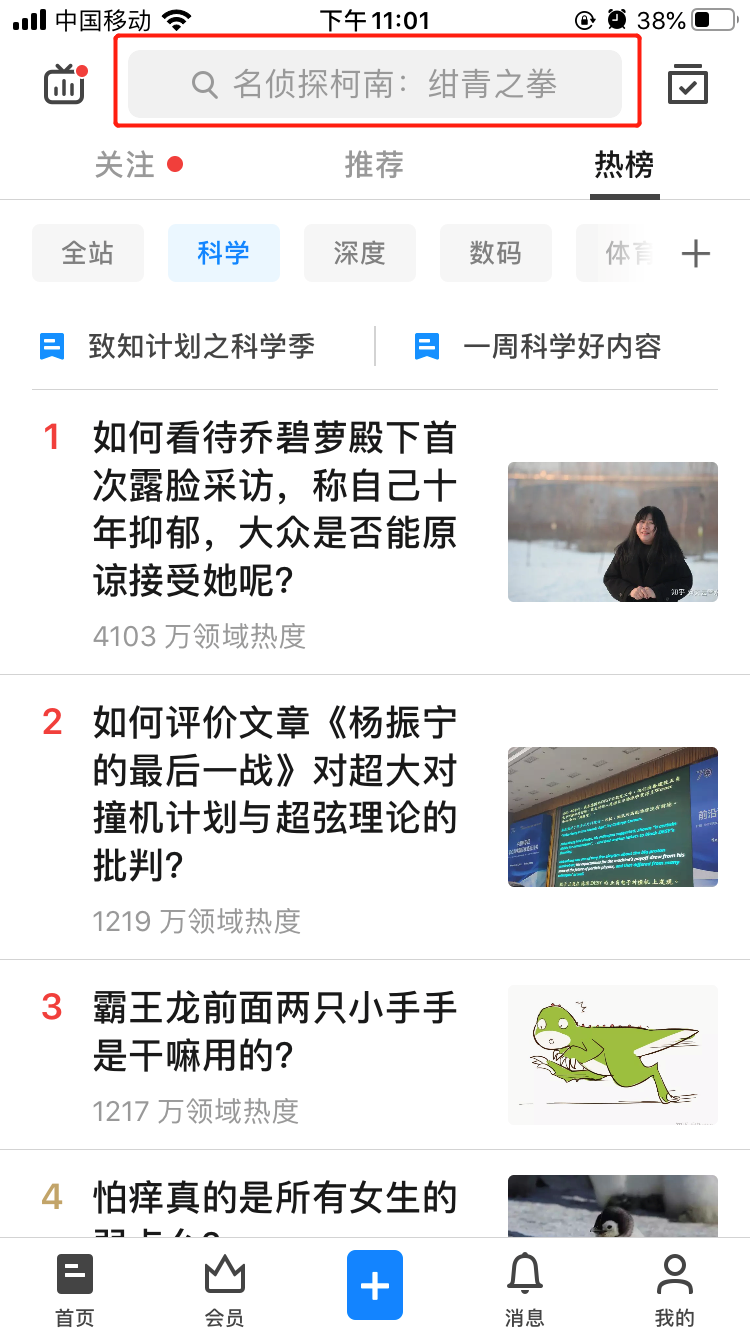 中国移动 下午11:01 38%
名侦探柯南：绀青之拳
关注 推荐 热榜
全站 科学 深度 数码 体育
致知计划之科学季 一周科学好内容
1 如何看待乔碧萝殿下首
次露脸采访，称自己十
年抑郁，大众是否能原
谅接受她呢？
4103 万领域热度
2 如何评价文章《杨振宁
的最后一战》对超大对
撞机计划与超弦理论的
批判？
1219 万领域热度
3 霸王龙前面两只小手手
是干嘛用的？
1217 万领域热度
4 怕痒真的是所有女生的
首页 会员 消息 我的